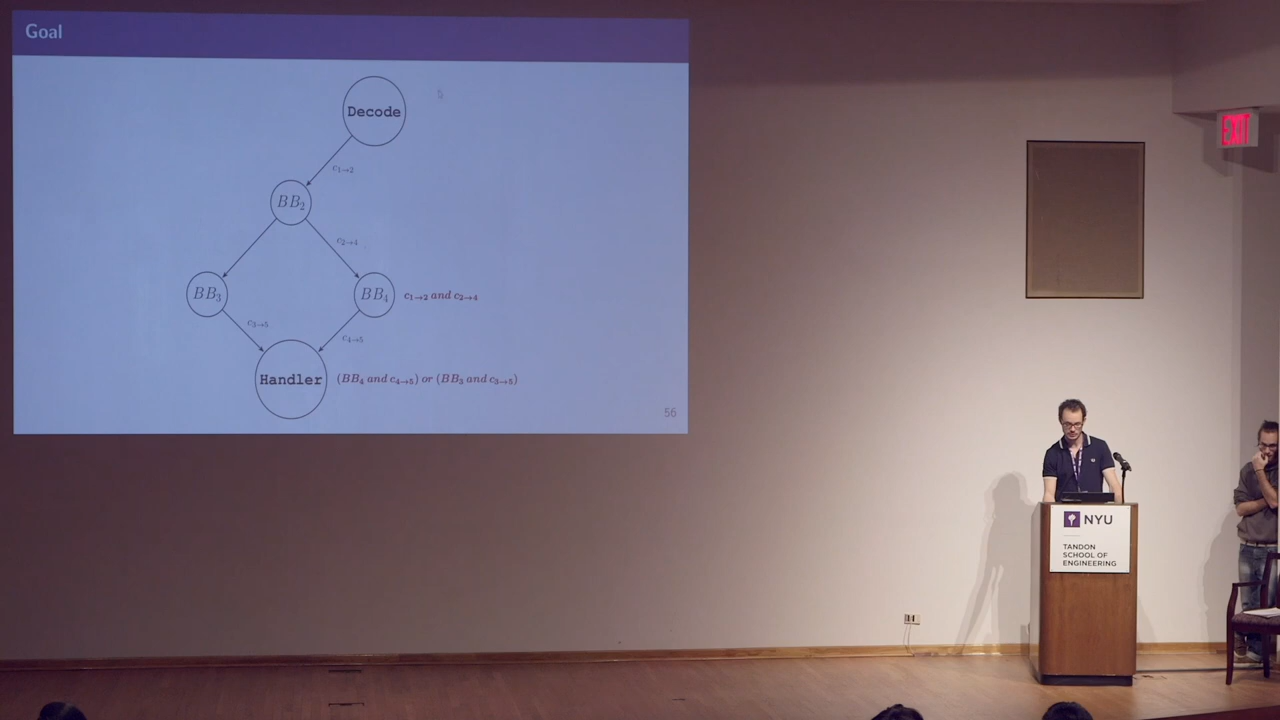 Goal
Decode
c1→2
BB2
c2→4
BB3
BB4
c1→2 and c2→4
c3→5
c4→5
Handler
(BB4 and c4→5) or (BB3 and c3→5)
56
EXIT
NYU
TANDON
SCHOOL OF
ENGINEERING